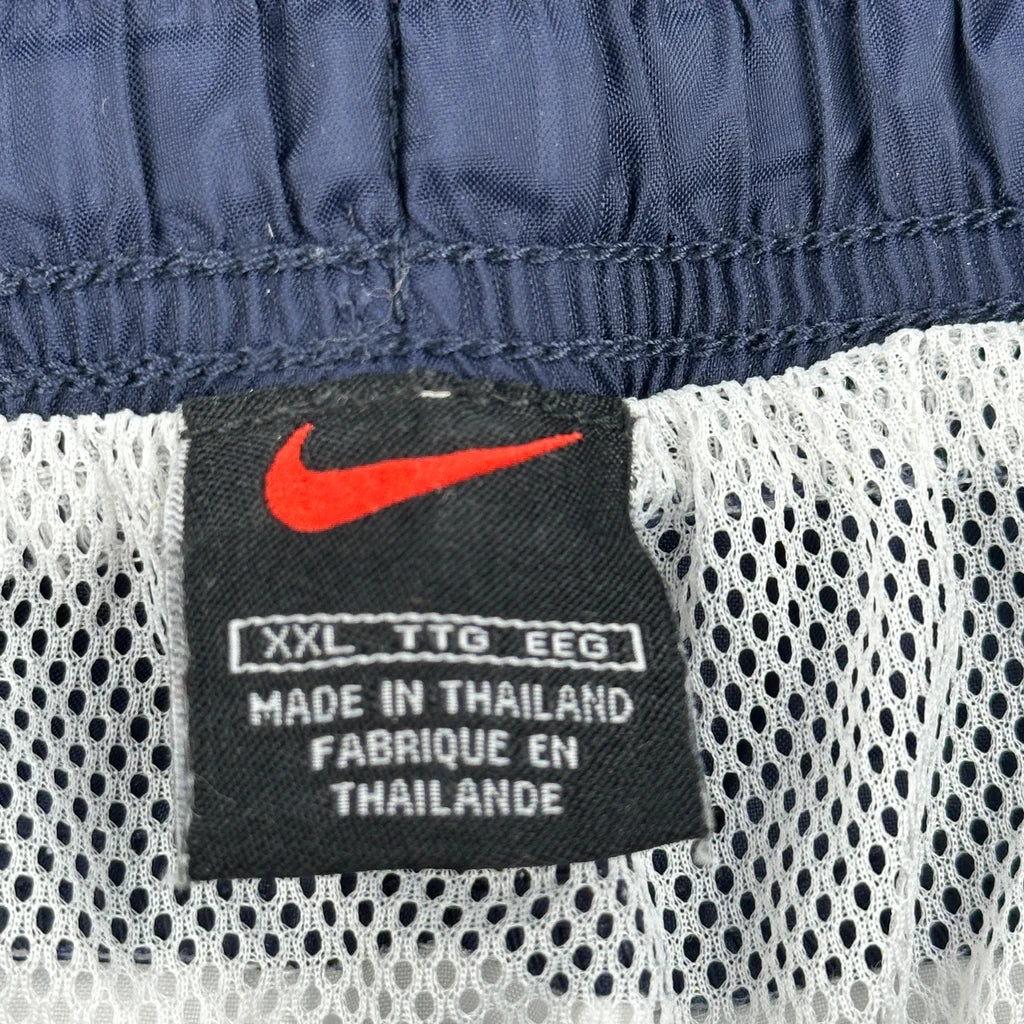 XXL TTG EEG
MADE IN THAILAND
FABRIQUE EN
THAILANDE